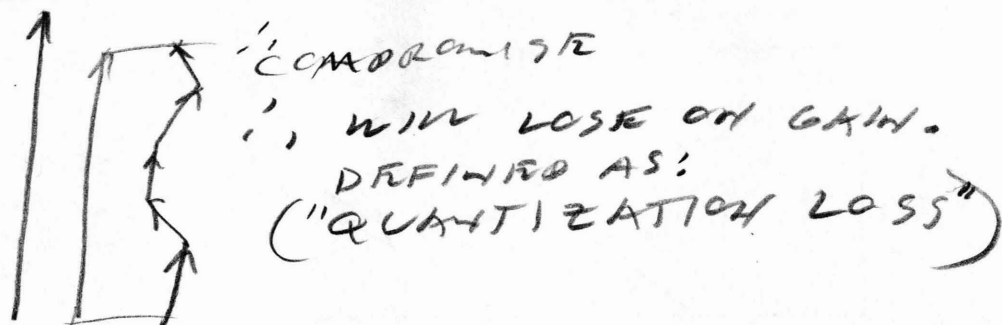 "COMPROMISE
∴ WILL LOSE ON GAIN.
DEFINED AS:
("QUANTIZATION LOSS")